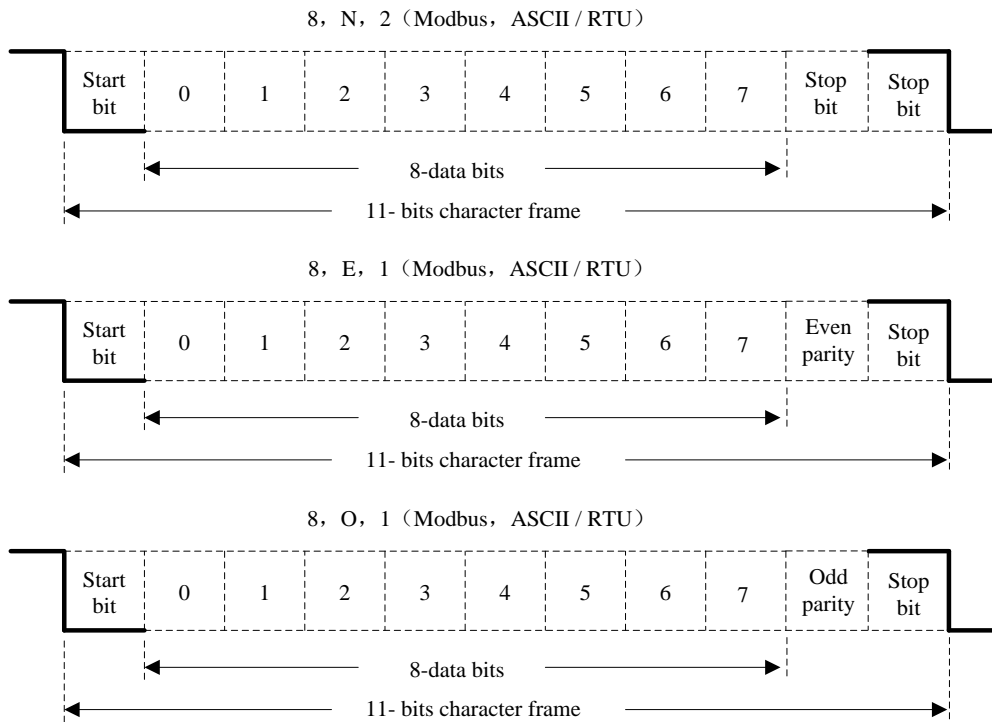 8，N，2（Modbus，ASCII / RTU）
Start bit 0 1 2 3 4 5 6 7 Stop bit Stop bit
8-data bits
11- bits character frame
8，E，1（Modbus，ASCII / RTU）
Start bit 0 1 2 3 4 5 6 7 Even parity Stop bit
8-data bits
11- bits character frame
8，O，1（Modbus，ASCII / RTU）
Start bit 0 1 2 3 4 5 6 7 Odd parity Stop bit
8-data bits
11- bits character frame